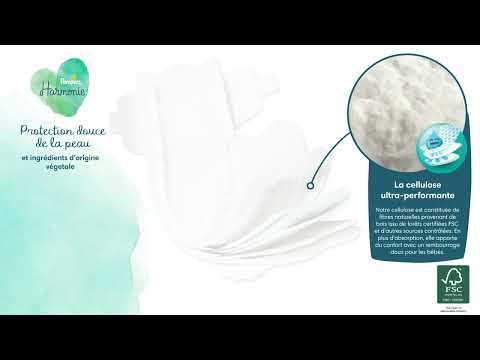 Pampers
Harmonie
Protection douce
de la peau
et ingrédients d'origine
végétale
La cellulose
ultra-performante
Notre cellulose est constituée de
fibres naturelles provenant de
bois issu de forêts certifiées FSC
et d'autres sources contrôlées. En
plus d'absorption, elle apporte
du confort avec un rembourrage
doux pour les bébés.
FSC